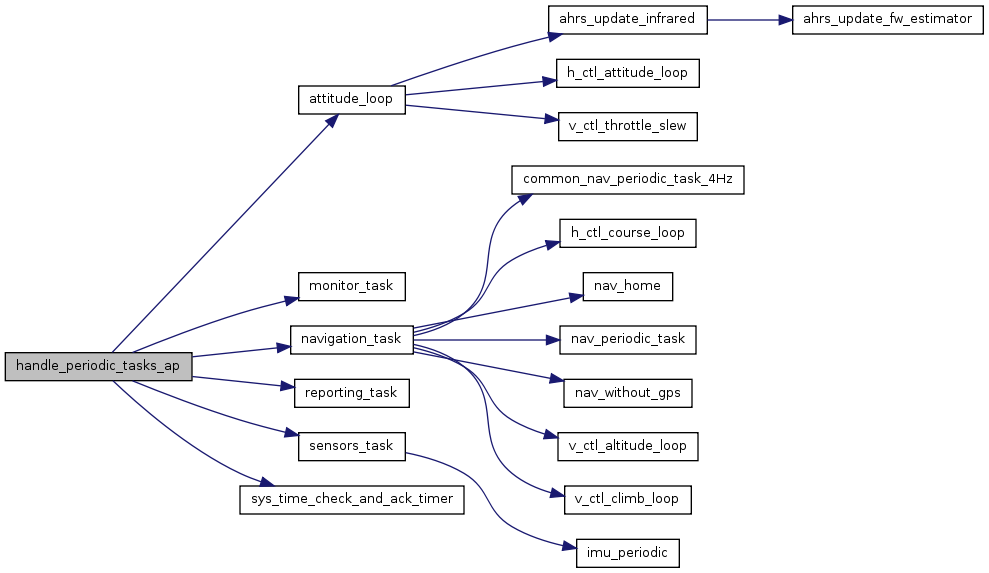 ahrs_update_infrared
ahrs_update_fw_estimator
h_ctl_attitude_loop
attitude_loop
v_ctl_throttle_slew
common_nav_periodic_task_4Hz
h_ctl_course_loop
monitor_task
nav_home
navigation_task
nav_periodic_task
handle_periodic_tasks_ap
reporting_task
nav_without_gps
sensors_task
v_ctl_altitude_loop
sys_time_check_and_ack_timer
v_ctl_climb_loop
imu_periodic